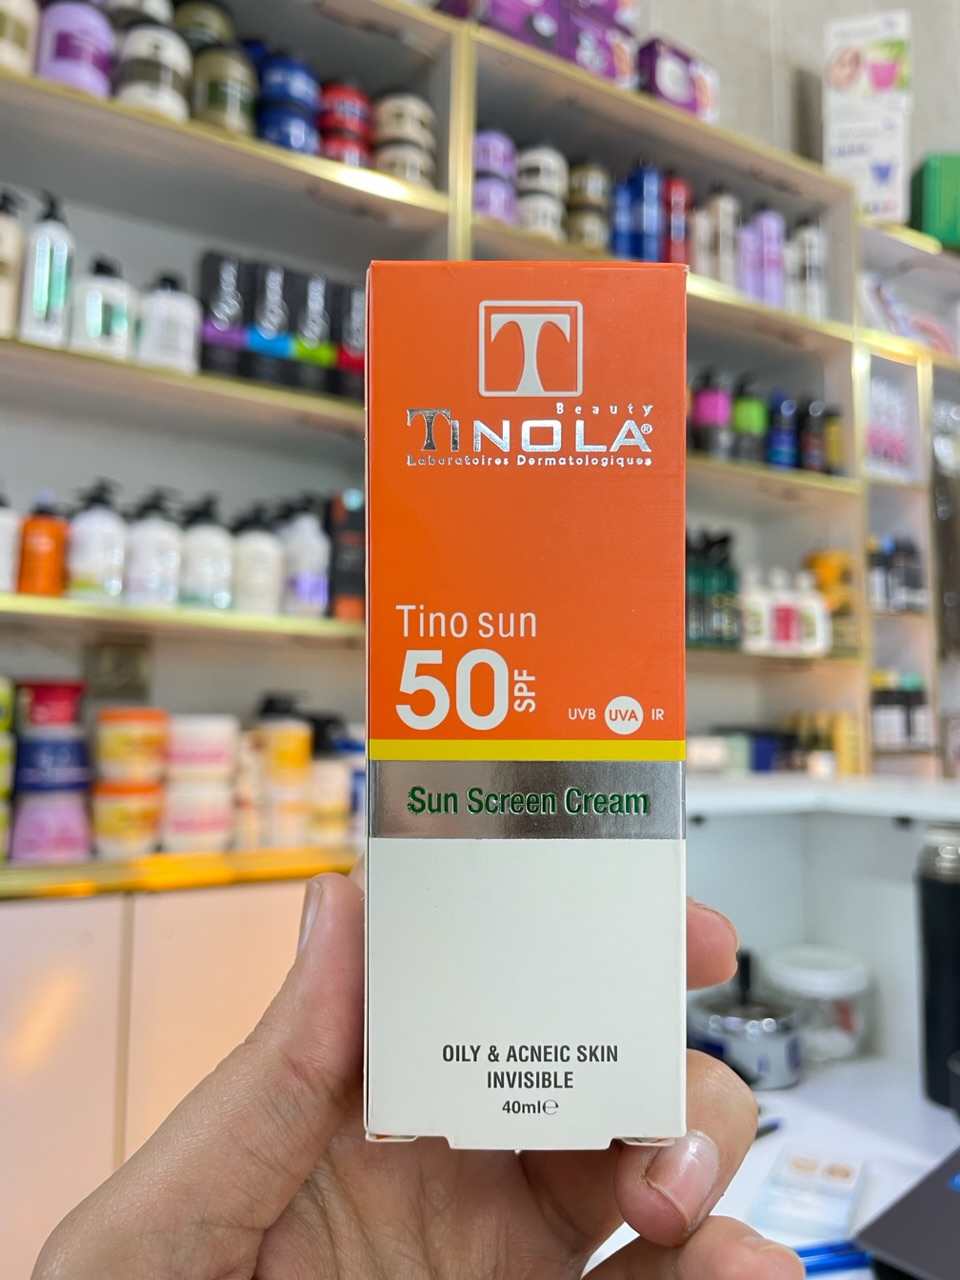 T
Beauty
TINOLA®
Laboratoires Dermatologiques
Tino sun
50 SPF
UVB UVA IR
Sun Screen Cream
OILY & ACNEIC SKIN
INVISIBLE
40ml℮